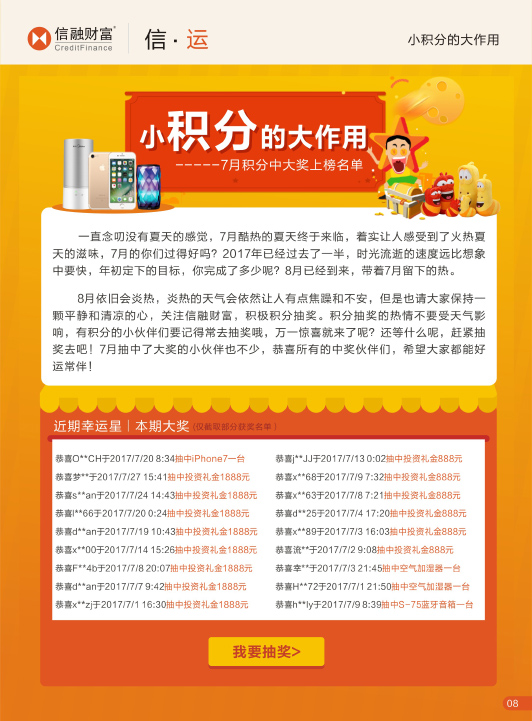 信融财富®
CreditFinance
信·运
小积分的大作用
小积分的大作用
-----7月积分中大奖上榜名单
一直念叨没有夏天的感觉，7月酷热的夏天终于来临，着实让人感受到了火热夏
天的滋味，7月的你们过得好吗？2017年已经过去了一半，时光流逝的速度远比想象
中要快，年初定下的目标，你完成了多少呢？8月已经到来，带着7月留下的热。
8月依旧会炎热，炎热的天气会依然让人有点焦躁和不安，但是也请大家保持一
颗平静和清凉的心，关注信融财富，积极积分抽奖。积分抽奖的热情不要受天气影
响，有积分的小伙伴们要记得常去抽奖哦，万一惊喜就来了呢？还等什么呢，赶紧抽
奖去吧！7月抽中了大奖的小伙伴也不少，恭喜所有的中奖伙伴们，希望大家都能好
运常伴！
近期幸运星｜本期大奖（仅截取部分获奖名单）
恭喜O**CH于2017/7/20 8:34抽中iPhone7一台
恭喜梦**于2017/7/27 15:41抽中投资礼金1888元
恭喜s**an于2017/7/24 14:43抽中投资礼金1888元
恭喜l**66于2017/7/20 0:24抽中投资礼金1888元
恭喜d**an于2017/7/19 10:43抽中投资礼金1888元
恭喜x**00于2017/7/14 15:26抽中投资礼金1888元
恭喜F**4b于2017/7/8 20:07抽中投资礼金1888元
恭喜d**an于2017/7/7 9:42抽中投资礼金1888元
恭喜x**zj于2017/7/1 16:30抽中投资礼金1888元
恭喜j**JJ于2017/7/13 0:02抽中投资礼金888元
恭喜x**68于2017/7/9 7:32抽中投资礼金888元
恭喜x**63于2017/7/8 7:21抽中投资礼金888元
恭喜d**25于2017/7/4 17:20抽中投资礼金888元
恭喜x**89于2017/7/3 16:03抽中投资礼金888元
恭喜流**于2017/7/2 9:08抽中投资礼金888元
恭喜幸**于2017/7/3 21:45抽中空气加湿器一台
恭喜H**72于2017/7/1 21:50抽中空气加湿器一台
恭喜h**ly于2017/7/9 8:39抽中S-75蓝牙音箱一台
我要抽奖>
08